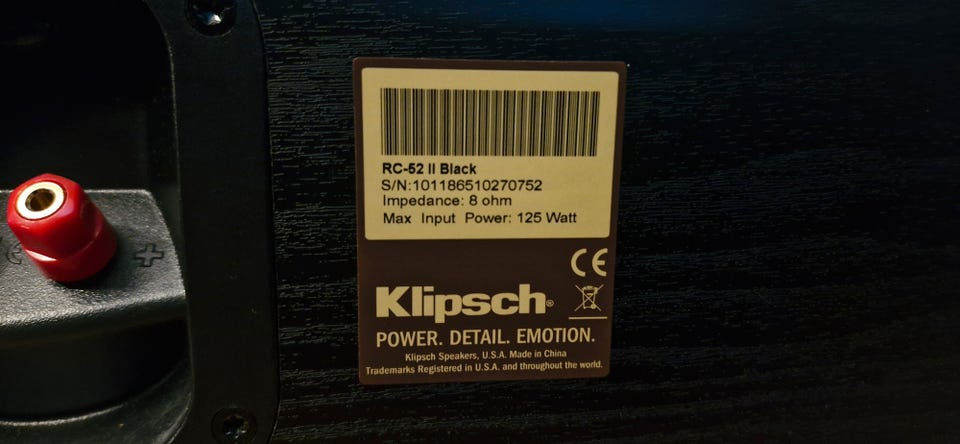 RC-52 II Black
S/N:101186510270752
Impedance: 8 ohm
Max Input Power: 125 Watt
CE
Klipsch®
POWER. DETAIL. EMOTION.
Klipsch Speakers, U.S.A. Made in China
Trademarks Registered in U.S.A. and throughout the world.
+